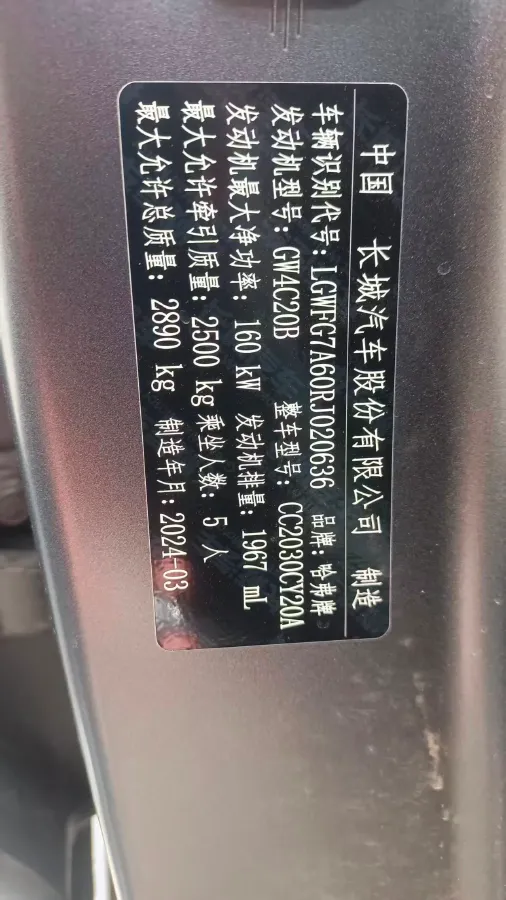 中国 长城汽车股份有限公司 制造
车辆识别代号：LGWFG7A60RJ020636 品牌：哈弗牌
发动机型号：GW4C20B 整车型号：CC2030CY20A
发动机最大净功率：160 kW 发动机排量：1967 mL
最大允许牵引质量：2500 kg 乘坐人数：5 人
最大允许总质量：2890 kg 制造年月：2024-03